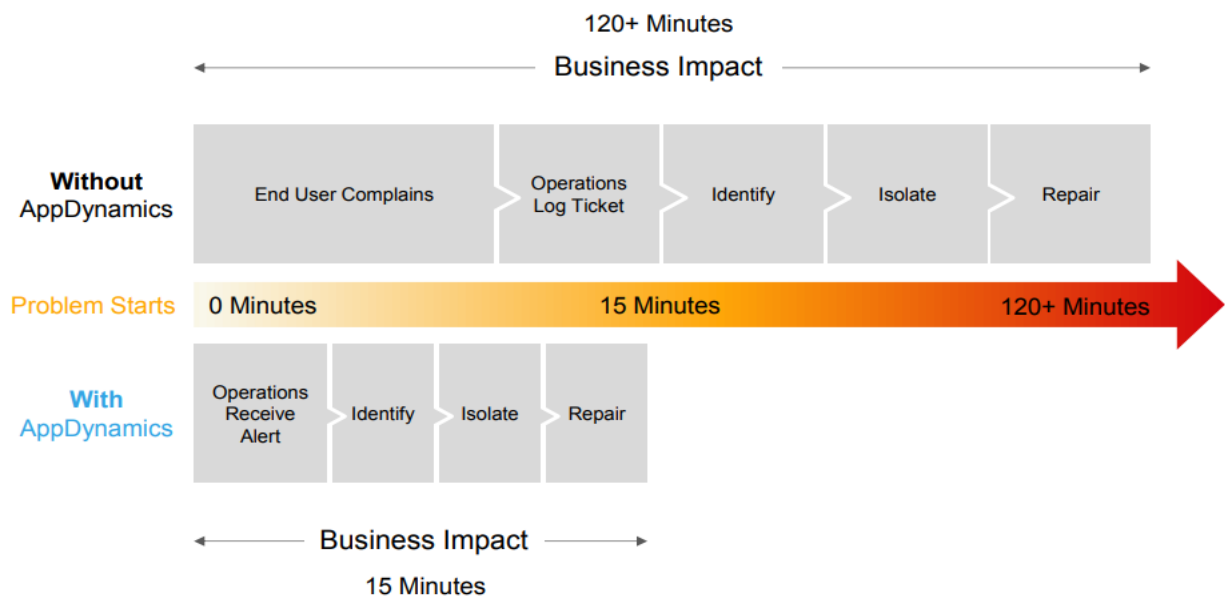 120+ Minutes
Business Impact
Without
AppDynamics
End User Complains
Operations
Log Ticket
Identify
Isolate
Repair
Problem Starts
0 Minutes
15 Minutes
120+ Minutes
With
AppDynamics
Operations
Receive
Alert
Identify
Isolate
Repair
Business Impact
15 Minutes